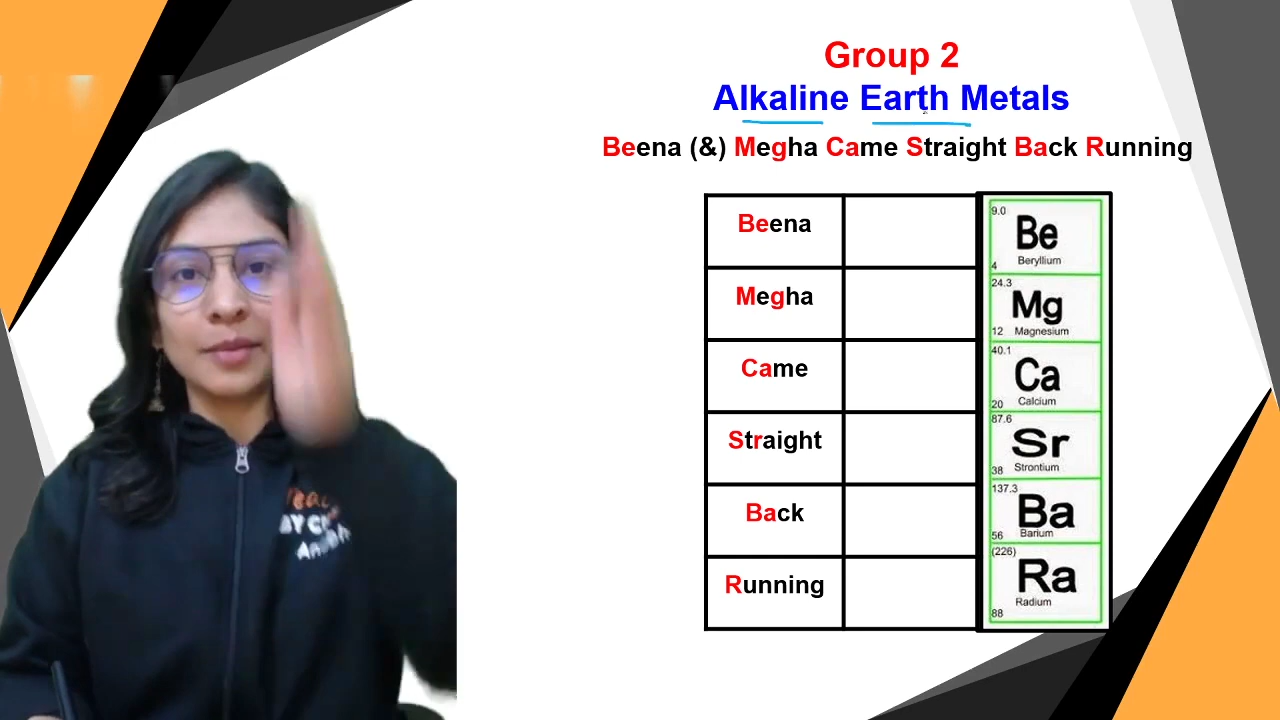 Group 2
Alkaline Earth Metals
Beena (&) Megha Came Straight Back Running
Beena
9.0
Be
Beryllium
4
Megha
24.3
Mg
12 Magnesium
Came
40.1
Ca
Calcium
20
Straight
87.6
Sr
Strontium
38
Back
137.3
Ba
Barium
56
Running
(226)
Ra
Radium
88